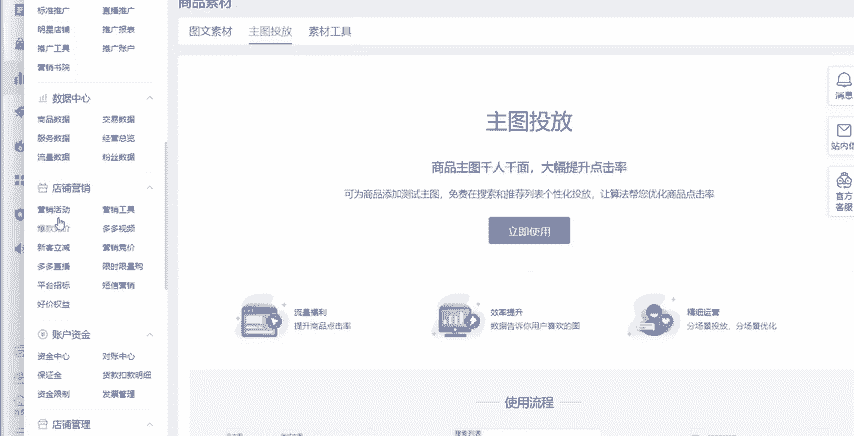 商品素材
图文素材 主图投放 素材工具
标准推广 直播推广
明星店铺 推广报表
推广工具 推广账户
营销书院
数据中心
商品数据 交易数据
服务数据 经营总览
流量数据 粉丝数据
店铺营销
营销活动 营销工具
多多视频
新客立减 营销竞价
多多直播 限时限量购
平台招标 短信营销
好价权益
账户资金
资金中心 对账中心
保证金 货款扣款明细
资金限制 发票管理
店铺管理
主图投放
商品主图千人千面，大幅提升点击率
可为商品添加测试主图，免费在搜索和推荐列表个性化投放，让算法帮您优化商品点击率
立即使用
流量福利
提升商品点击率
效率提升
数据告诉你用户喜欢的图
精细运营
分场景投放，分场景优化
使用流程
消息
站内信
官方
客服